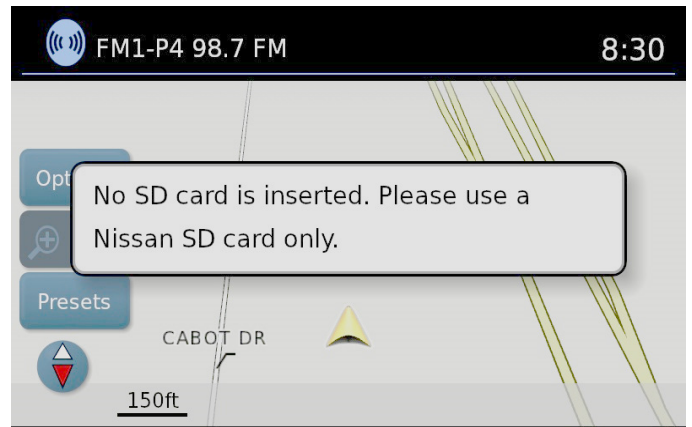 FM1-P4 98.7 FM
8:30
Opt
No SD card is inserted. Please use a
Nissan SD card only.
Presets
CABOT DR
150ft